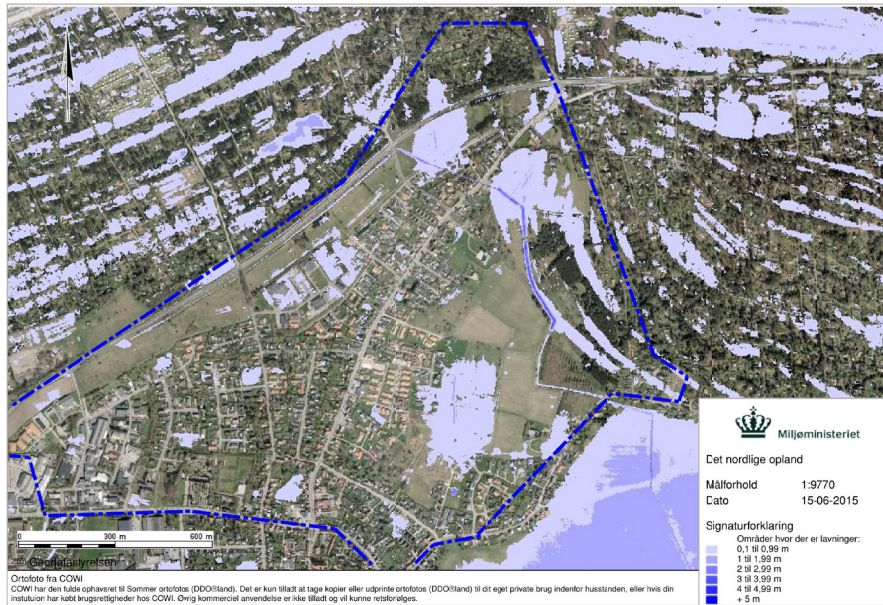 0 300 m 600 m
© Geodatastyrelsen
Miljøministeriet
Det nordlige opland
Målforhold 1:9770
Dato 15-06-2015
Signaturforklaring
Områder hvor der er lavninger:
0,1 til 0,99 m
1 til 1,99 m
2 til 2,99 m
3 til 3,99 m
4 til 4,99 m
+ 5 m
Ortofoto fra COWI
COWI har den fulde ophavsret til Sommer ortofotos (DDO®land). Det er kun tilladt at tage kopier eller udprinte ortofotos (DDO®land) til dit eget private brug indenfor husstanden, eller hvis din
instutuion har købt brugsrettigheder hos COWI. Øvrig kommerciel anvendelse er ikke tilladt og vil kunne retsforfølges.